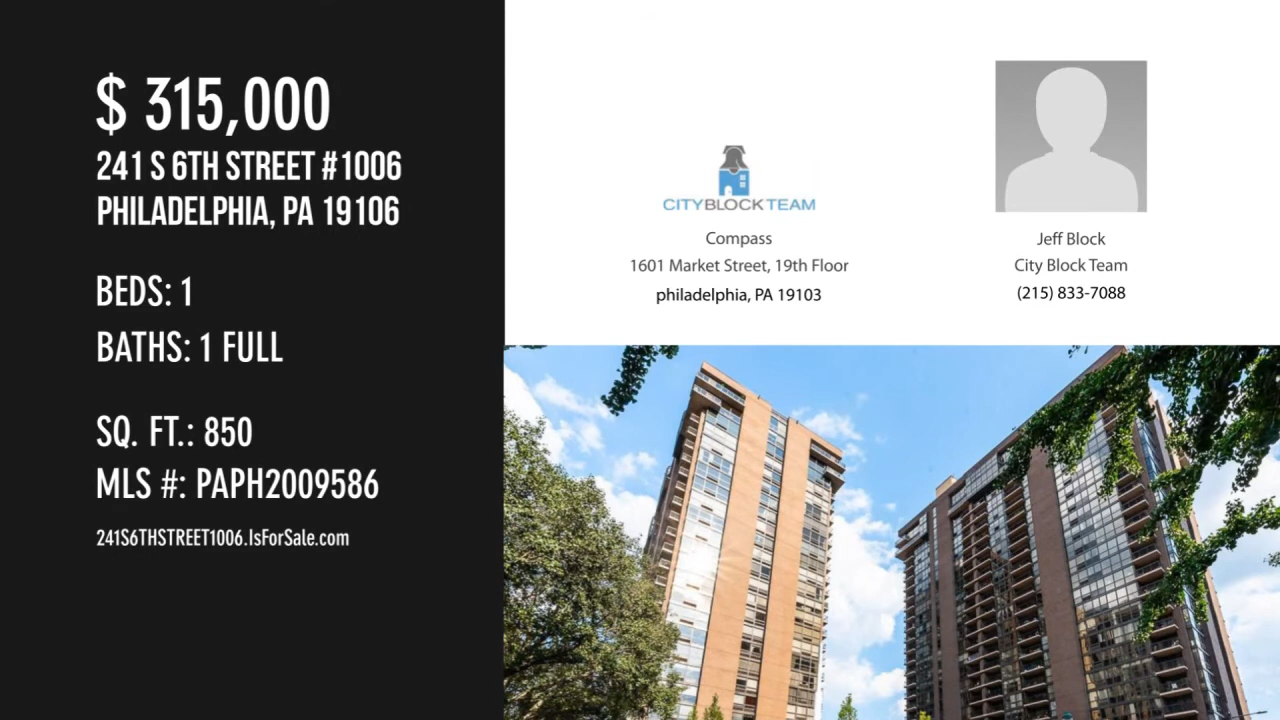 $ 315,000
241 S 6TH STREET #1006
PHILADELPHIA, PA 19106
BEDS: 1
BATHS: 1 FULL
SQ. FT.: 850
MLS #: PAPH2009586
241S6THSTREET1006.IsForSale.com
CITYBLOCKTEAM
Compass
1601 Market Street, 19th Floor
philadelphia, PA 19103
Jeff Block
City Block Team
(215) 833-7088